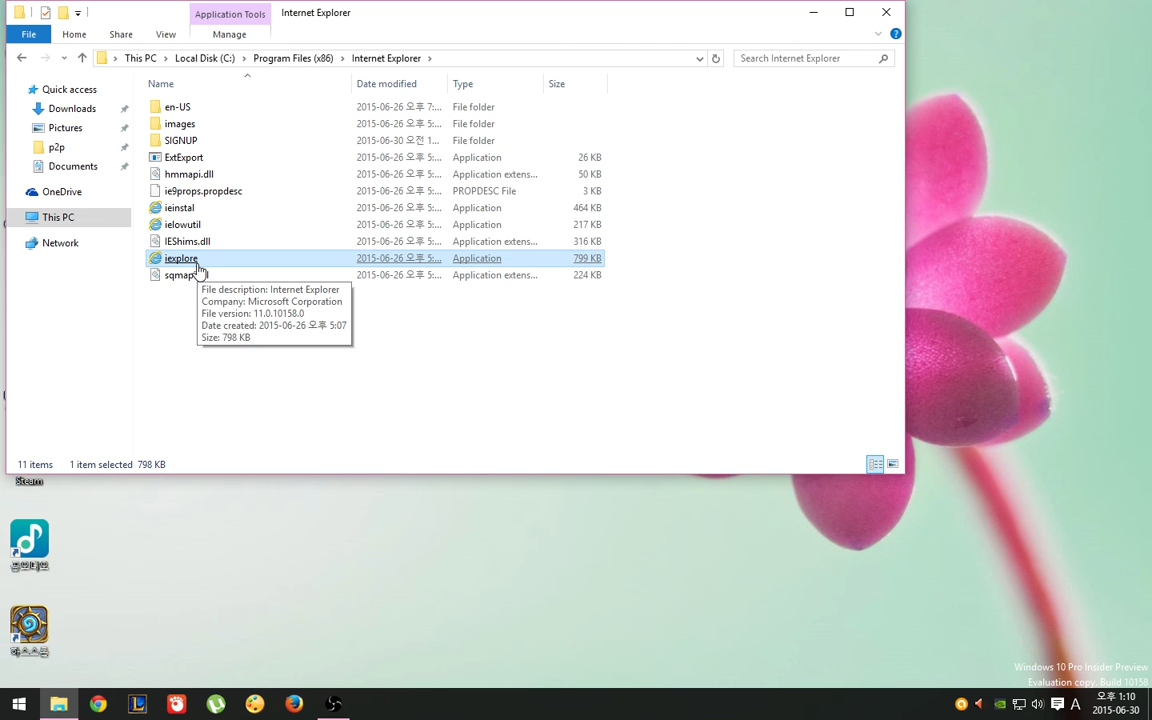 Application Tools
Internet Explorer
File
Home
Share
View
Manage
This PC
Local Disk (C:)
Program Files (x86)
Internet Explorer
Search Internet Explorer
Name
Date modified
Type
Size
Quick access
Downloads
Pictures
p2p
Documents
OneDrive
This PC
Network
en-US 2015-06-26 오후 7:... File folder
images 2015-06-26 오후 5:... File folder
SIGNUP 2015-06-30 오전 1... File folder
ExtExport 2015-06-26 오후 5:... Application 26 KB
hmmapi.dll 2015-06-26 오후 5:... Application extens... 50 KB
ie9props.propdesc 2015-06-26 오후 5:... PROPDESC File 3 KB
ieinstal 2015-06-26 오후 5:... Application 464 KB
ielowutil 2015-06-26 오후 5:... Application 217 KB
IEShims.dll 2015-06-26 오후 5:... Application extens... 316 KB
iexplore 2015-06-26 오후 5:... Application 799 KB
2015-06-26 오후 5:... Application extens... 224 KB
File description: Internet Explorer
Company: Microsoft Corporation
File version: 11.0.10158.0
Date created: 2015-06-26 오후 5:07
Size: 798 KB
11 items 1 item selected 798 KB
Steam
곰오디오
하스스톤
Windows 10 Pro Insider Preview
Evaluation copy. Build 10158
A
오후 1:10
2015-06-30